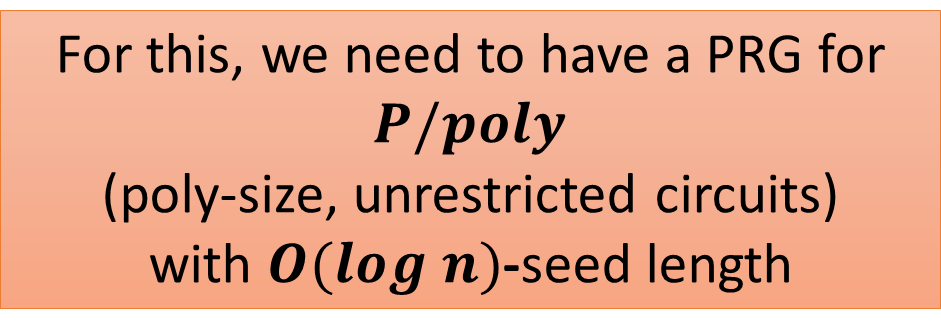 For this, we need to have a PRG for
P/poly
(poly-size, unrestricted circuits)
with O(log n)-seed length